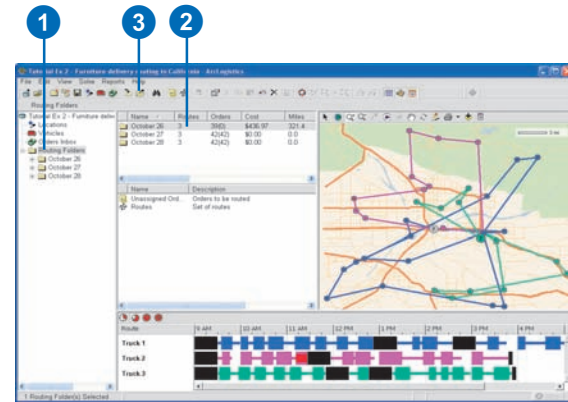 1
3
2
Tutorial Ex 2 - Furniture delivery routing in California - ArcLogistics
File Edit View Solve Reports Help
Routing Folders
Tutorial Ex 2 - Furniture deliv
Locations
Vehicles
Orders Inbox
Routing Folders
October 26
October 27
October 28
Name Routes Orders Cost Miles
October 26 3 $436.97 321.4
October 27 3 42(42) $0.00 0.0
October 28 3 42(42) $0.00 0.0
Name Description
Unassigned Ord... Orders to be routed
Routes Set of routes
Route 9 AM 10 AM 11 AM 12 PM 1 PM 2 PM 3 PM 4 PM
Truck 1
Truck 2
Truck 3
1 Routing Folder(s) Selected